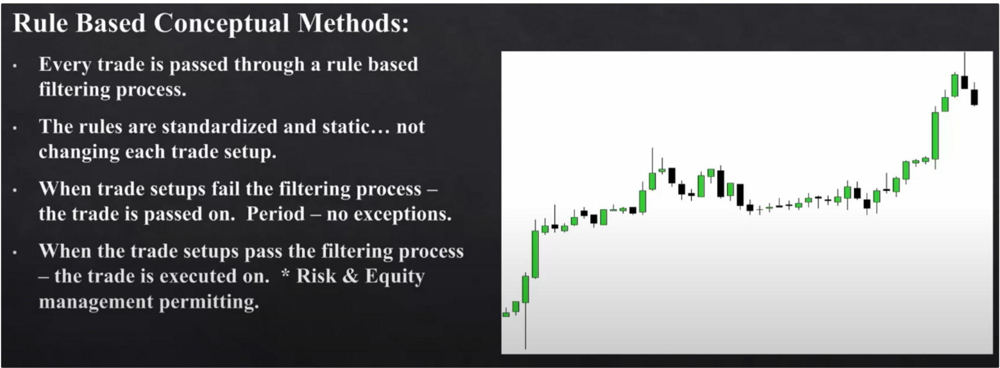 Rule Based Conceptual Methods:
• Every trade is passed through a rule based
filtering process.
• The rules are standardized and static… not
changing each trade setup.
• When trade setups fail the filtering process –
the trade is passed on.  Period – no exceptions.
• When the trade setups pass the filtering process
– the trade is executed on.  * Risk & Equity
management permitting.